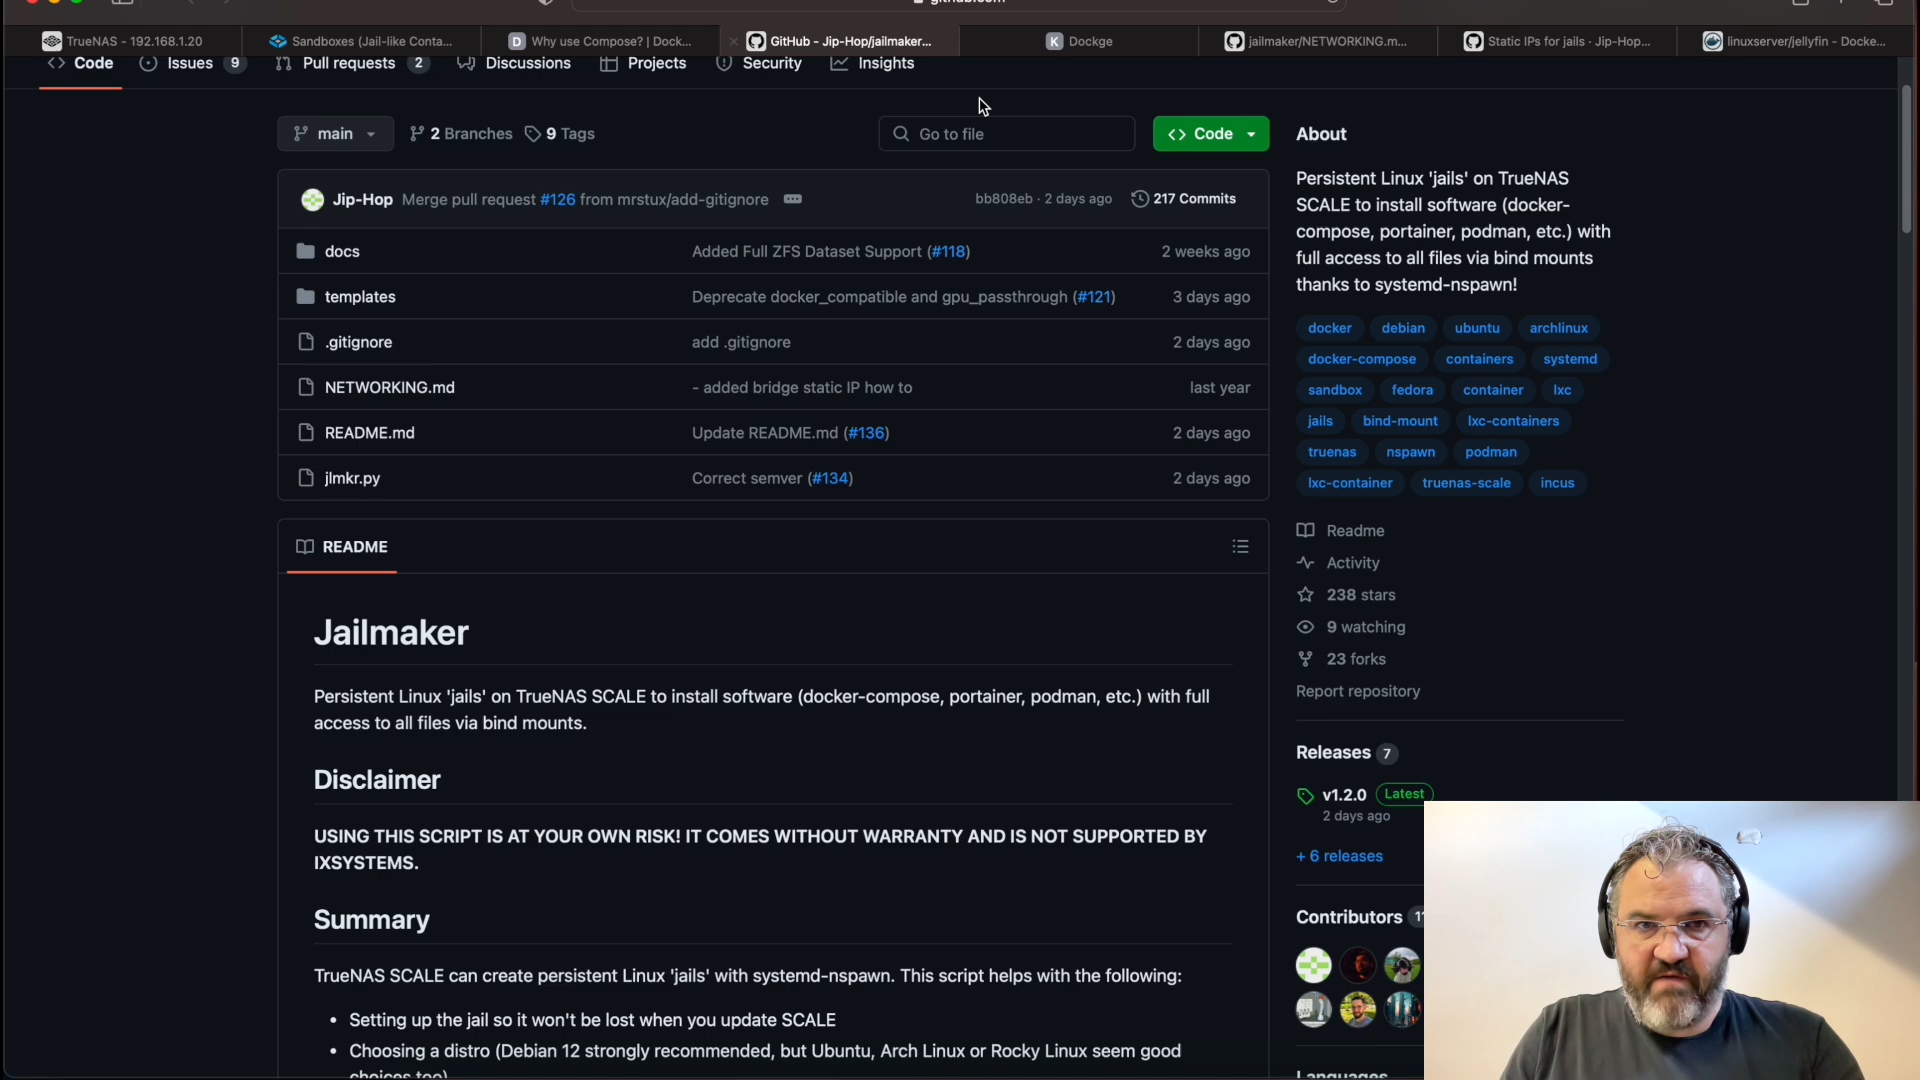 TrueNAS - 192.168.1.20
Sandboxes (Jail-like Conta...
Why use Compose? | Dock...
GitHub - Jip-Hop/jailmaker...
Dockge
jailmaker/NETWORKING.m...
Static IPs for jails · Jip-Hop...
linuxserver/jellyfin - Docke...
Code
Issues 9
Pull requests 2
Discussions
Projects
Security
Insights
main
2 Branches
9 Tags
Go to file
Code
Jip-Hop Merge pull request #126 from mrstux/add-gitignore
bb808eb · 2 days ago
217 Commits
docs Added Full ZFS Dataset Support (#118) 2 weeks ago
templates Deprecate docker_compatible and gpu_passthrough (#121) 3 days ago
.gitignore add .gitignore 2 days ago
NETWORKING.md - added bridge static IP how to last year
README.md Update README.md (#136) 2 days ago
jlmkr.py Correct semver (#134) 2 days ago
README
Jailmaker
Persistent Linux 'jails' on TrueNAS SCALE to install software (docker-compose, portainer, podman, etc.) with full
access to all files via bind mounts.
Disclaimer
USING THIS SCRIPT IS AT YOUR OWN RISK! IT COMES WITHOUT WARRANTY AND IS NOT SUPPORTED BY
IXSYSTEMS.
Summary
TrueNAS SCALE can create persistent Linux 'jails' with systemd-nspawn. This script helps with the following:
• Setting up the jail so it won't be lost when you update SCALE
• Choosing a distro (Debian 12 strongly recommended, but Ubuntu, Arch Linux or Rocky Linux seem good
choices too)
About
Persistent Linux 'jails' on TrueNAS
SCALE to install software (docker-
compose, portainer, podman, etc.) with
full access to all files via bind mounts
thanks to systemd-nspawn!
docker debian ubuntu archlinux
docker-compose containers systemd
sandbox fedora container lxc
jails bind-mount lxc-containers
truenas nspawn podman
lxc-container truenas-scale incus
Readme
Activity
238 stars
9 watching
23 forks
Report repository
Releases 7
v1.2.0 Latest
2 days ago
+ 6 releases
Contributors
Languages